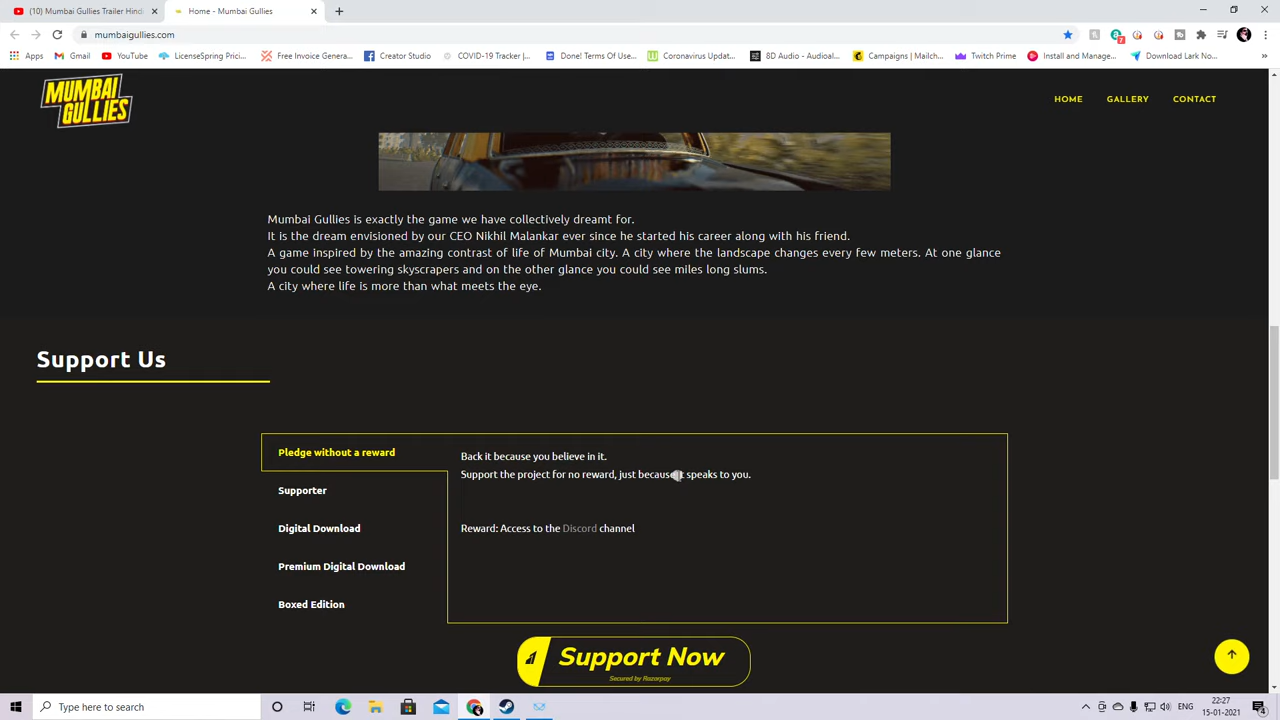 (10) Mumbai Gullies Trailer Hindi
Home - Mumbai Gullies
mumbaigullies.com
Apps
Gmail
YouTube
LicenseSpring Prici...
Free Invoice Genera...
Creator Studio
COVID-19 Tracker |...
Done! Terms Of Use...
Coronavirus Updat...
8D Audio - Audioal...
Campaigns | Mailch...
Twitch Prime
Install and Manage...
Download Lark No...
»
MUMBAI
GULLIES
HOME
GALLERY
CONTACT
Mumbai Gullies is exactly the game we have collectively dreamt for.
It is the dream envisioned by our CEO Nikhil Malankar ever since he started his career along with his friend.
A game inspired by the amazing contrast of life of Mumbai city. A city where the landscape changes every few meters. At one glance
you could see towering skyscrapers and on the other glance you could see miles long slums.
A city where life is more than what meets the eye.
Support Us
Pledge without a reward
Supporter
Digital Download
Premium Digital Download
Boxed Edition
Back it because you believe in it.
Support the project for no reward, just because it speaks to you.
Reward: Access to the Discord channel
Support Now
Secured by Razorpay
Type here to search
ENG
22:27
15-01-2021
4